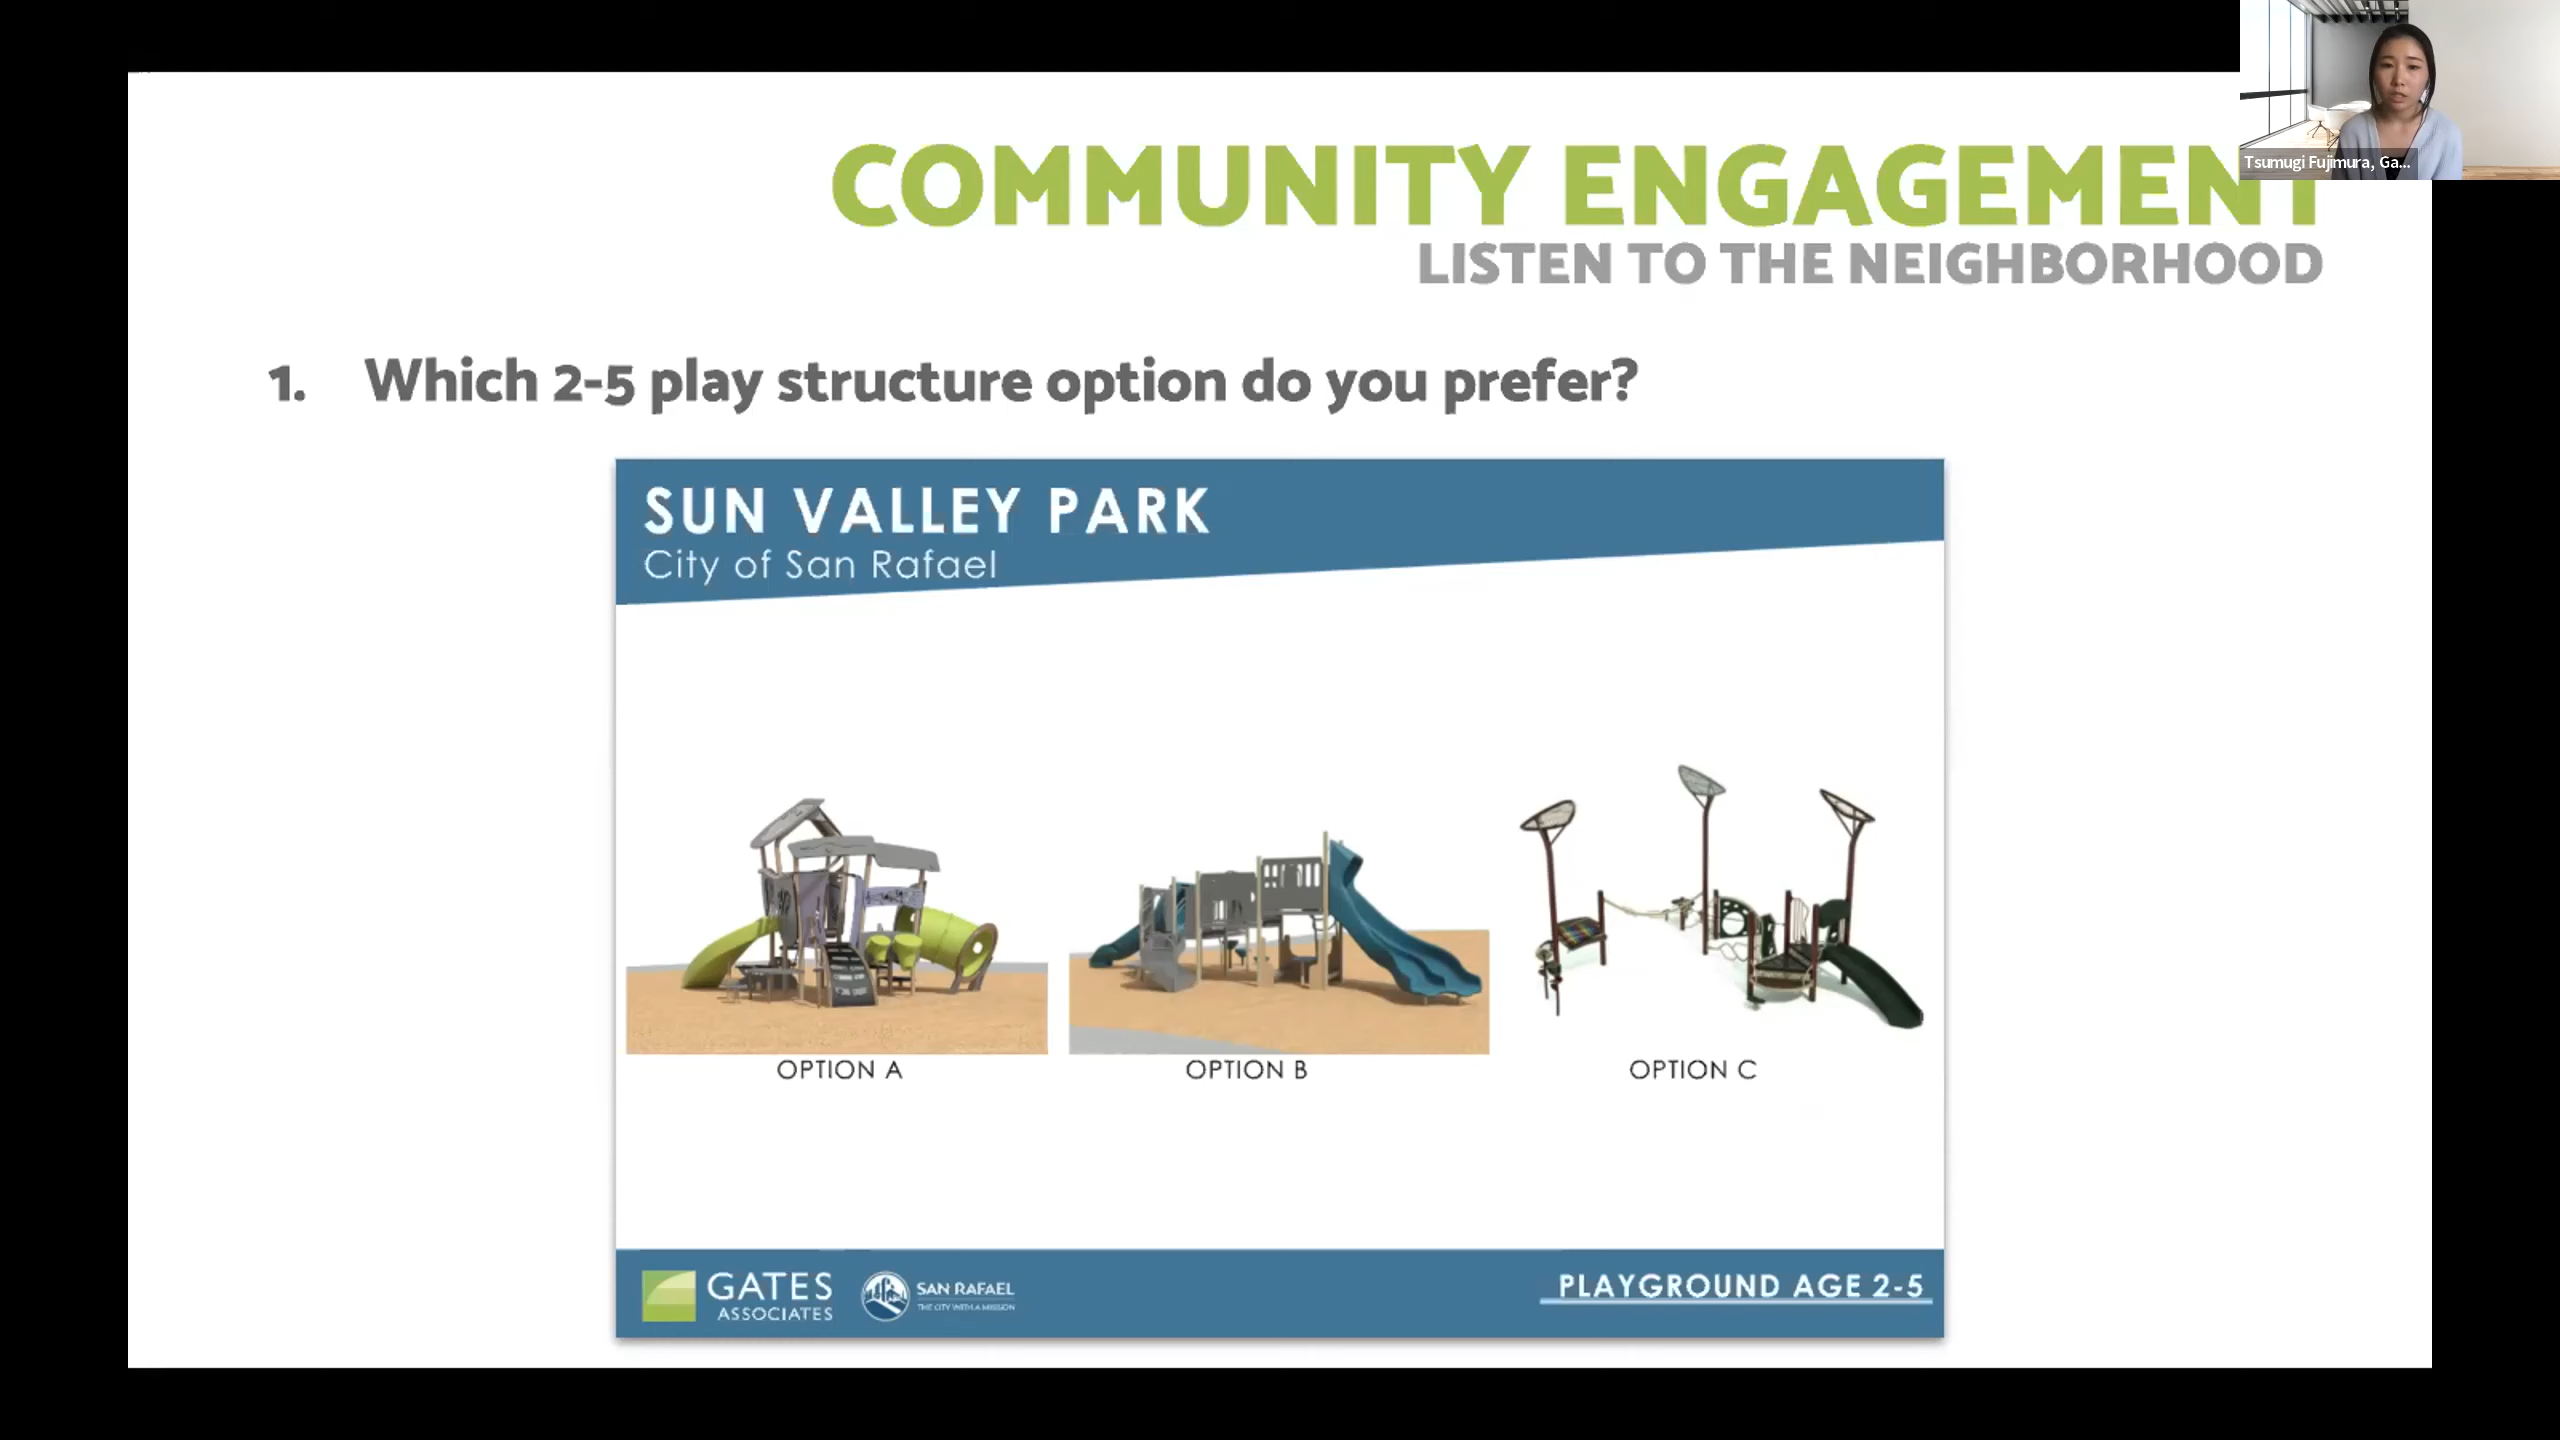 COMMUNITY ENGAGEMENT
Tsumugi Fujimura, Ga...
LISTEN TO THE NEIGHBORHOOD
1. Which 2-5 play structure option do you prefer?
SUN VALLEY PARK
City of San Rafael
OPTION A
OPTION B
OPTION C
GATES
ASSOCIATES
SAN RAFAEL
THE CITY WITH A MISSION
PLAYGROUND AGE 2-5